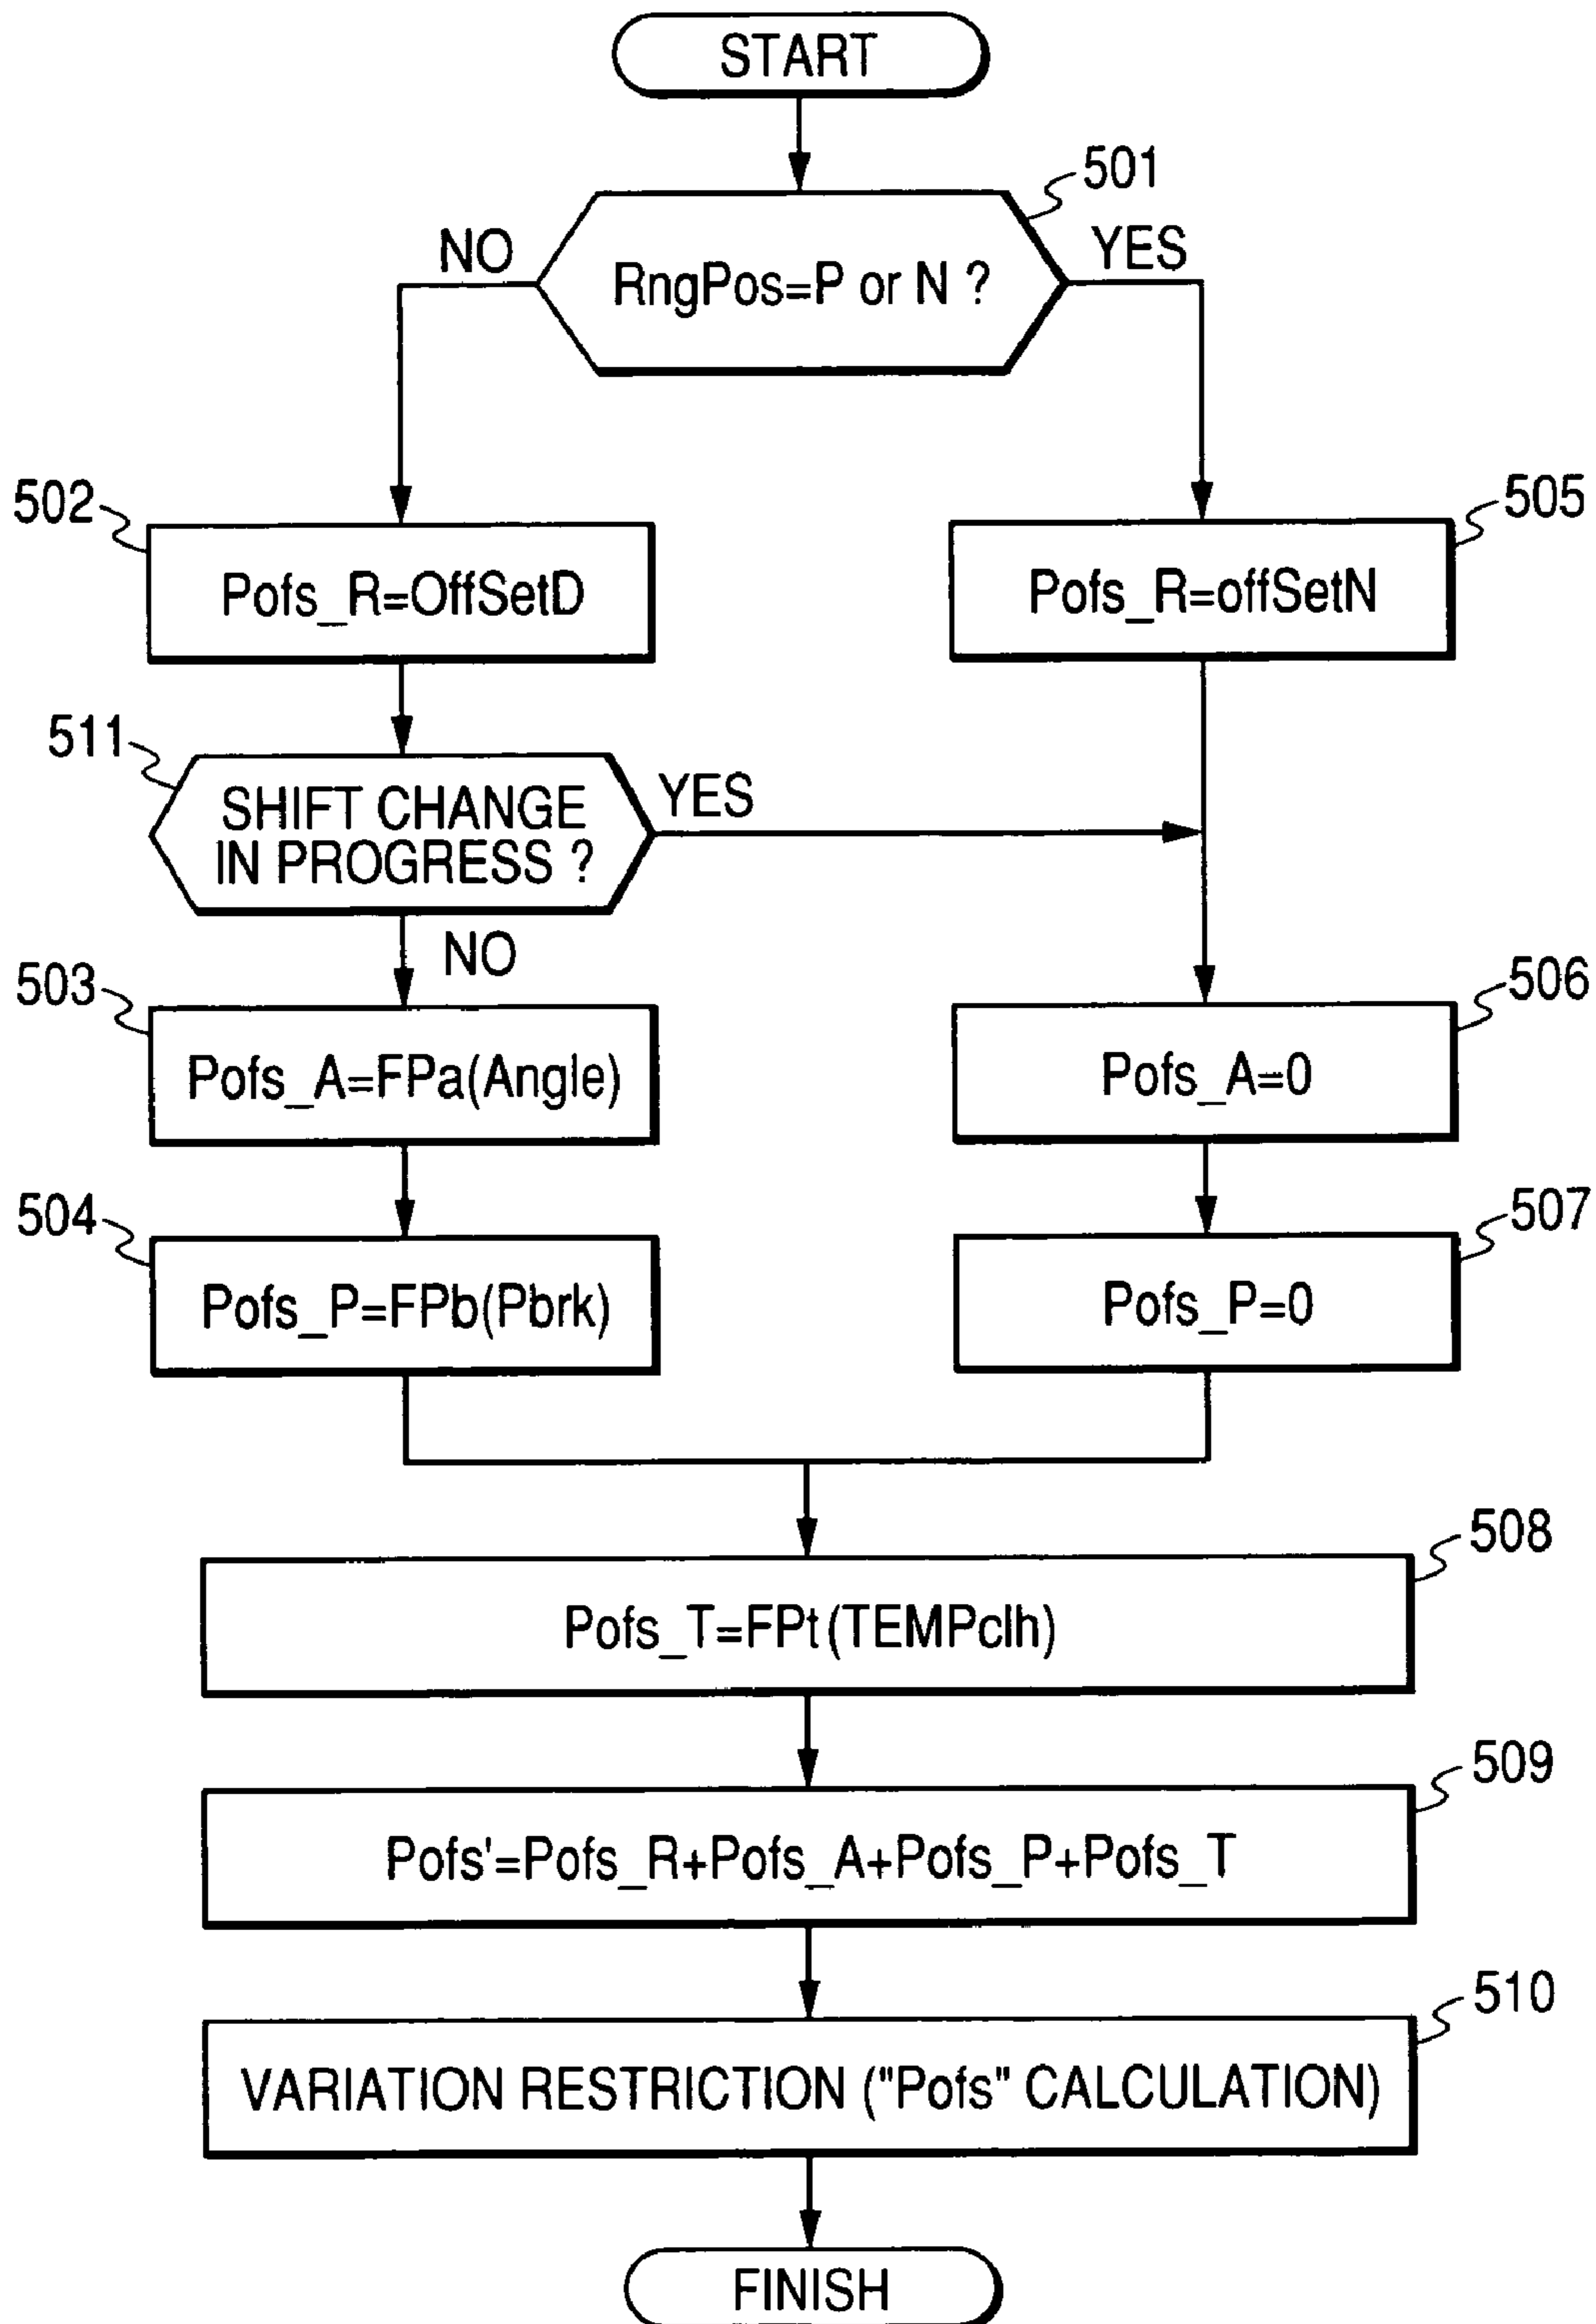 START
501
NO
YES
RngPos=P or N ?
502
505
Pofs_R=OffSetD
Pofs_R=offSetN
511
SHIFT CHANGE
IN PROGRESS ?
YES
NO
503
506
Pofs_A=FPa(Angle)
Pofs_A=0
504
507
Pofs_P=FPb(Pbrk)
Pofs_P=0
508
Pofs_T=FPt(TEMPclh)
509
Pofs'=Pofs_R+Pofs_A+Pofs_P+Pofs_T
510
VARIATION RESTRICTION ("Pofs" CALCULATION)
FINISH